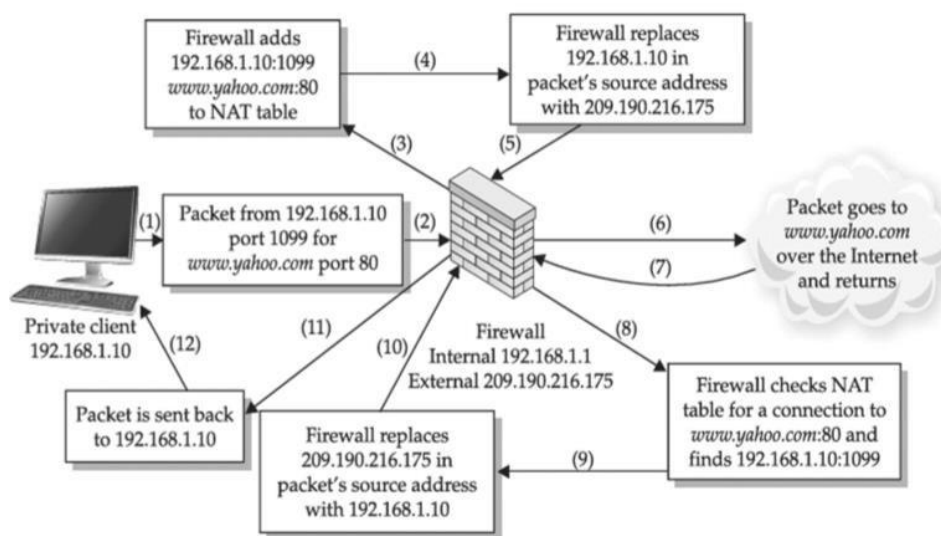 Firewall adds
192.168.1.10:1099
www.yahoo.com:80
to NAT table
(4)
Firewall replaces
192.168.1.10 in
packet's source address
with 209.190.216.175
(3)
(5)
(1)
Packet from 192.168.1.10
port 1099 for
www.yahoo.com port 80
(2)
(6)
(7)
Packet goes to
www.yahoo.com
over the Internet
and returns
Private client
192.168.1.10
(12)
(11)
(10)
Firewall
Internal 192.168.1.1
External 209.190.216.175
(8)
Packet is sent back
to 192.168.1.10
Firewall replaces
209.190.216.175 in
packet's source address
with 192.168.1.10
(9)
Firewall checks NAT
table for a connection to
www.yahoo.com:80 and
finds 192.168.1.10:1099